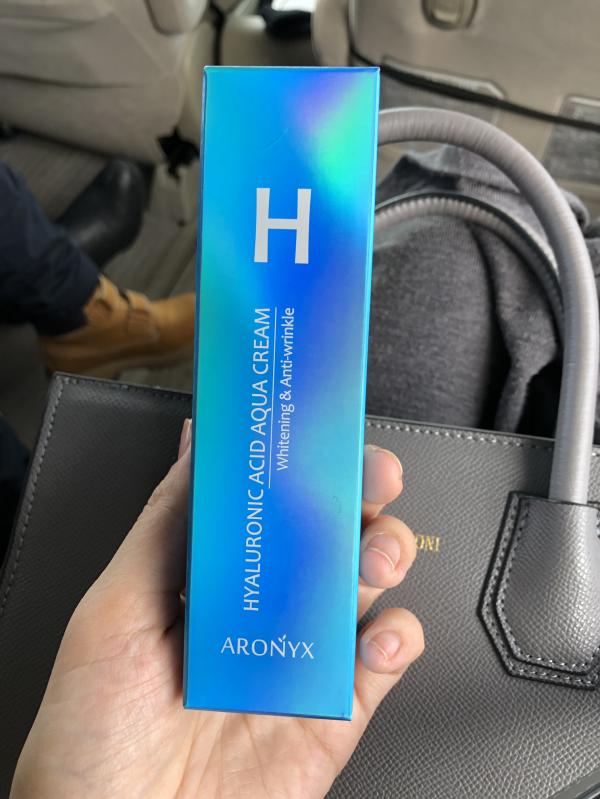 H
HYALURONIC ACID AQUA CREAM
Whitening & Anti-wrinkle
ARONYX